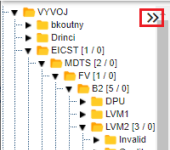 VYVOJ
bkoutny
Drinci
EICST [1 / 0]
MDTS [2 / 0]
FV [1 / 0]
B2 [5 / 0]
DPU
LVM1
LVM2 [3 / 0]
Invalid